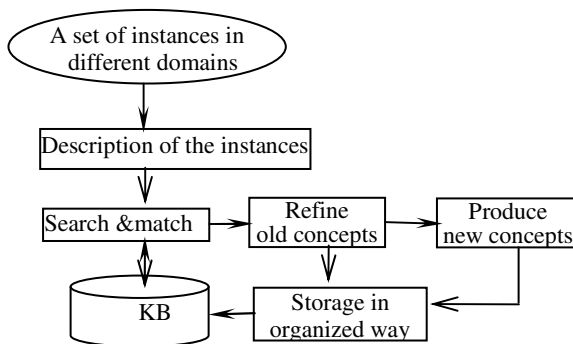 A set of instances in
different domains
Description of the instances
Search &match
Refine
old concepts
Produce
new concepts
KB
Storage in
organized way